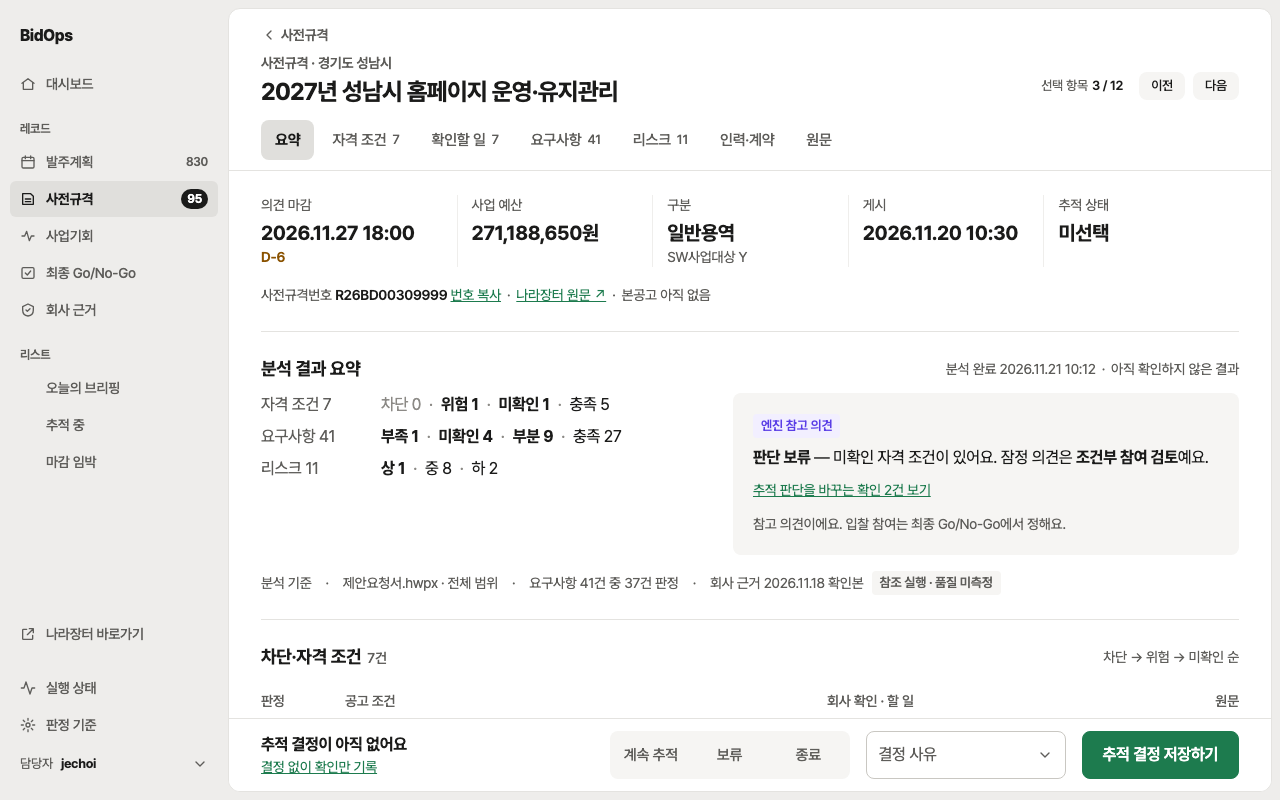 BidOps
대시보드
레코드
발주계획 830
사전규격 95
사업기회
최종 Go/No-Go
회사 근거
리스트
오늘의 브리핑
추적 중
마감 임박
나라장터 바로가기
실행 상태
판정 기준
담당자 jechoi
사전규격
사전규격 · 경기도 성남시
2027년 성남시 홈페이지 운영·유지관리
선택 항목 3 / 12 이전 다음
요약 자격 조건 7 확인할 일 7 요구사항 41 리스크 11 인력·계약 원문
의견 마감
2026.11.27 18:00
D-6
사업 예산
271,188,650원
구분
일반용역
SW사업대상 Y
게시
2026.11.20 10:30
추적 상태
미선택
사전규격번호 R26BD00309999 번호 복사 · 나라장터 원문 ↗ · 본공고 아직 없음
분석 결과 요약
분석 완료 2026.11.21 10:12 · 아직 확인하지 않은 결과
자격 조건 7 차단 0 · 위험 1 · 미확인 1 · 충족 5
요구사항 41 부족 1 · 미확인 4 · 부분 9 · 충족 27
리스크 11 상 1 · 중 8 · 하 2
엔진 참고 의견
판단 보류 — 미확인 자격 조건이 있어요. 잠정 의견은 조건부 참여 검토예요.
추적 판단을 바꾸는 확인 2건 보기
참고 의견이에요. 입찰 참여는 최종 Go/No-Go에서 정해요.
분석 기준 · 제안요청서.hwpx · 전체 범위 · 요구사항 41건 중 37건 판정 · 회사 근거 2026.11.18 확인본 참조 실행 · 품질 미측정
차단·자격 조건 7건
차단 → 위험 → 미확인 순
판정 공고 조건 회사 확인 · 할 일 원문
추적 결정이 아직 없어요
결정 없이 확인만 기록
계속 추적 보류 종료
결정 사유
추적 결정 저장하기